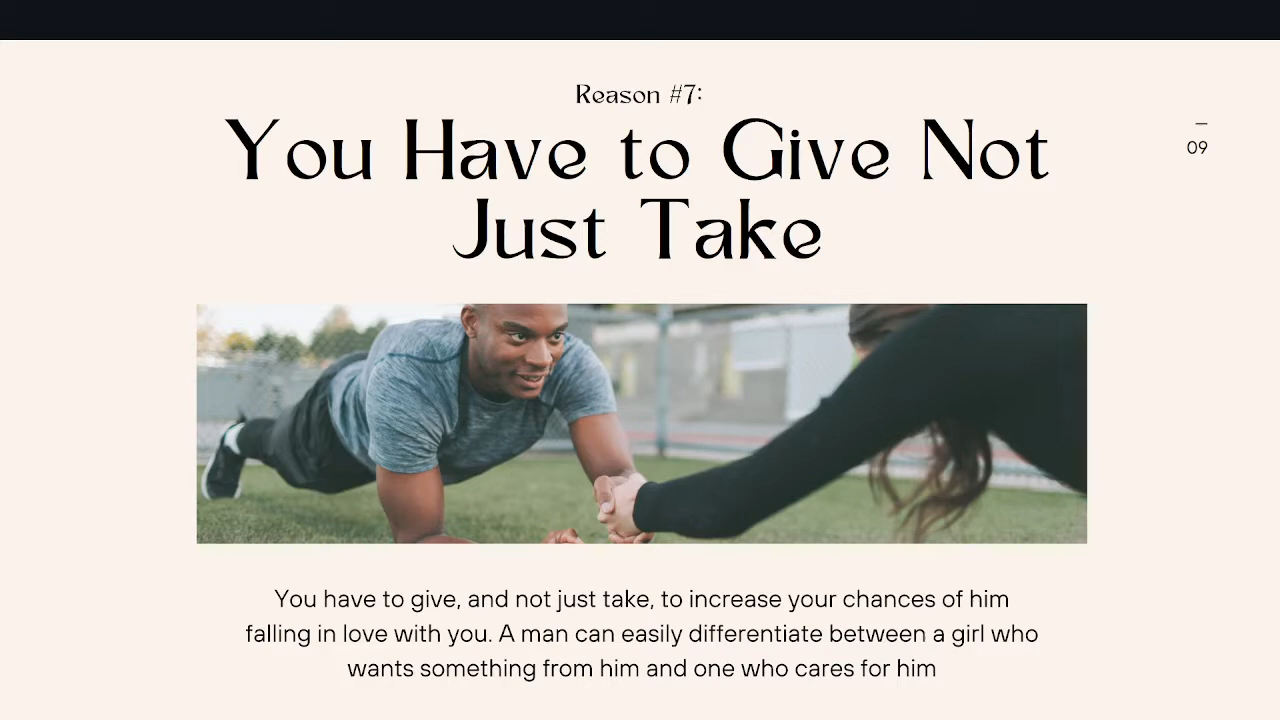 Reason #7:
You Have to Give Not
Just Take
09
You have to give, and not just take, to increase your chances of him
falling in love with you. A man can easily differentiate between a girl who
wants something from him and one who cares for him